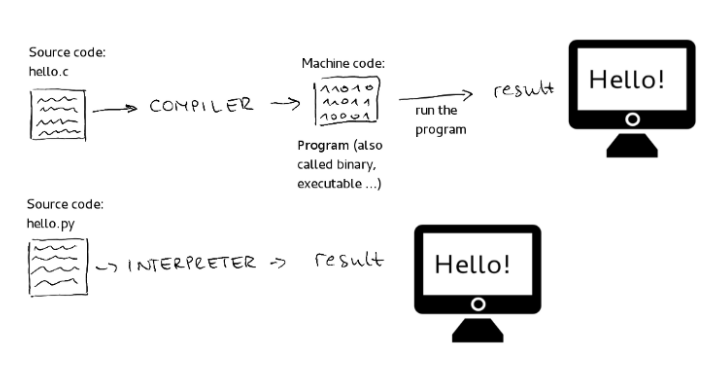 Source code:
hello.c
COMPILER
Machine code:
11010
11011
10001
Program (also
called binary,
executable ...)
run the
program
result
Hello!
Source code:
hello.py
INTERPRETER
result
Hello!